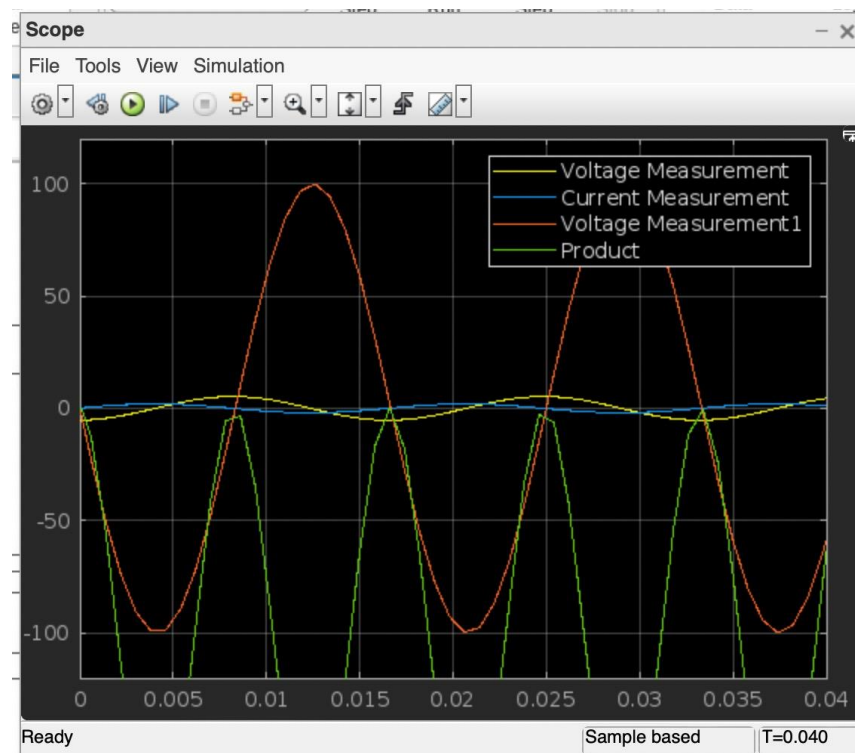 Scope
File Tools View Simulation
Voltage Measurement
Current Measurement
Voltage Measurement1
Product
100
50
0
-50
-100
0 0.005 0.01 0.015 0.02 0.025 0.03 0.035 0.04
Ready
Sample based
T=0.040